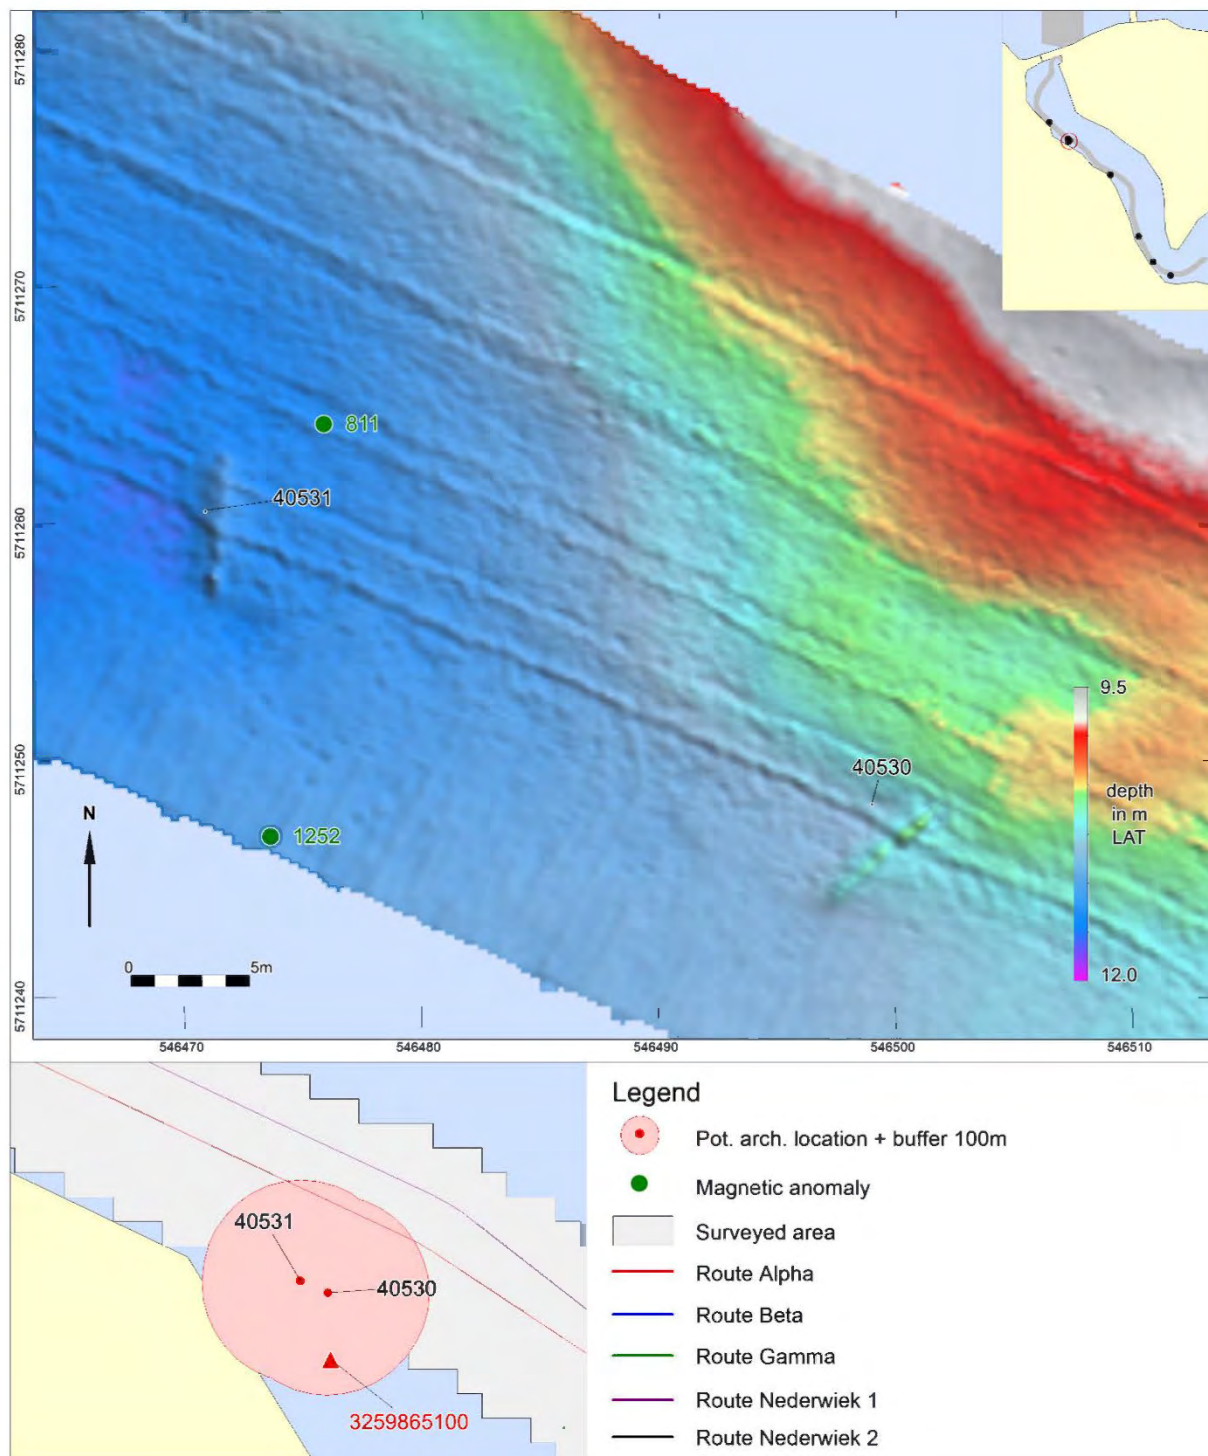 5711280
5711270
5711260
5711250
5711240
811
40531
40530
1252
N
0 5m
9.5
depth
in m
LAT
12.0
546470 546480 546490 546500 546510
40531
40530
3259865100
Legend
Pot. arch. location + buffer 100m
Magnetic anomaly
Surveyed area
Route Alpha
Route Beta
Route Gamma
Route Nederwiek 1
Route Nederwiek 2